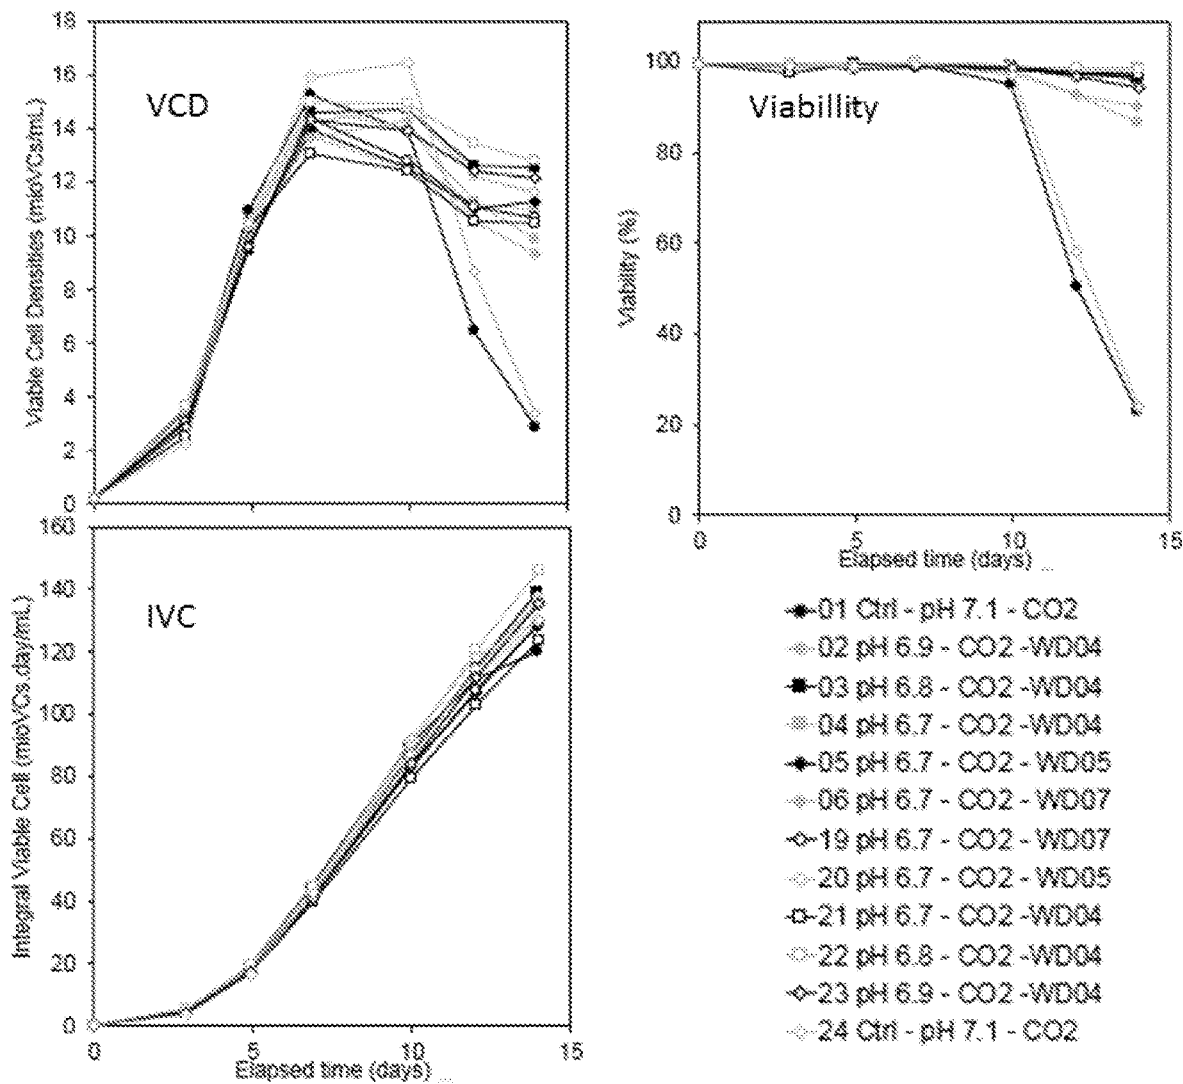 18
16
14
12
10
8
6
4
2
0
Viable Cell Densities (mioVCs/mL)
VCD
100
80
60
40
20
0
Viability (%)
Viabillity
0 5 10 15
Elapsed time (days)
160
140
120
100
80
60
40
20
0
Integral Viable Cell (mioVCs.day/mL)
IVC
0 5 10 15
Elapsed time (days)
01 Ctrl - pH 7.1 - CO2
02 pH 6.9 - CO2 -WD04
03 pH 6.8 - CO2 -WD04
04 pH 6.7 - CO2 -WD04
05 pH 6.7 - CO2 - WD05
06 pH 6.7 - CO2 - WD07
19 pH 6.7 - CO2 - WD07
20 pH 6.7 - CO2 - WD05
21 pH 6.7 - CO2 -WD04
22 pH 6.8 - CO2 -WD04
23 pH 6.9 - CO2 -WD04
24 Ctrl - pH 7.1 - CO2